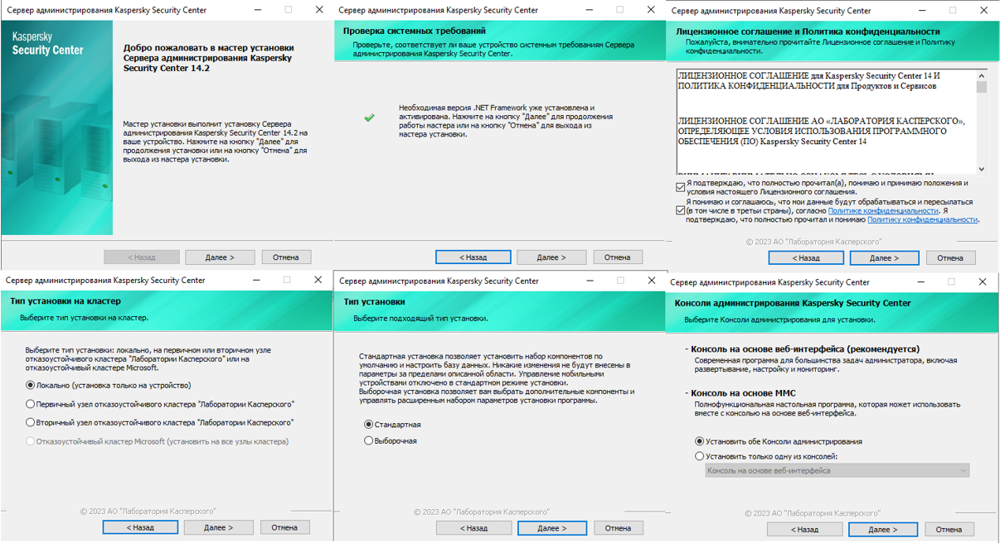 Сервер администрирования Kaspersky Security Center
Kaspersky
Security Center
Добро пожаловать в мастер установки
Сервера администрирования Kaspersky
Security Center 14.2
Мастер установки выполнит установку Сервера
администрирования Kaspersky Security Center 14.2 на
ваше устройство. Нажмите на кнопку "Далее" для
продолжения установки или на кнопку "Отмена" для
выхода из мастера установки.
< Назад
Далее >
Отмена
Сервер администрирования Kaspersky Security Center
Проверка системных требований
Проверьте, соответствует ли ваше устройство системным требованиям Сервера
администрирования Kaspersky Security Center.
Необходимая версия .NET Framework уже установлена и
активирована. Нажмите на кнопку "Далее" для продолжения
работы мастера или на кнопку "Отмена" для выхода из
мастера установки.
< Назад
Далее >
Отмена
Сервер администрирования Kaspersky Security Center
Лицензионное соглашение и Политика конфиденциальности
Пожалуйста, внимательно прочитайте Лицензионное соглашение и Политику
конфиденциальности.
ЛИЦЕНЗИОННОЕ СОГЛАШЕНИЕ для Kaspersky Security Center 14 И
ПОЛИТИКА КОНФИДЕНЦИАЛЬНОСТИ для Продуктов и Сервисов
ЛИЦЕНЗИОННОЕ СОГЛАШЕНИЕ АО «ЛАБОРАТОРИЯ КАСПЕРСКОГО»,
ОПРЕДЕЛЯЮЩЕЕ УСЛОВИЯ ИСПОЛЬЗОВАНИЯ ПРОГРАММНОГО
ОБЕСПЕЧЕНИЯ (ПО) Kaspersky Security Center 14
Я подтверждаю, что полностью прочитал(а), понимаю и принимаю положения и
условия настоящего Лицензионного соглашения.
Я понимаю и соглашаюсь, что мои данные будут обрабатываться и пересылаться
(в том числе в третьи страны), согласно Политике конфиденциальности. Я
подтверждаю, что полностью прочитал и понимаю Политику конфиденциальности.
© 2023 АО "Лаборатория Касперского"
< Назад
Далее >
Отмена
Сервер администрирования Kaspersky Security Center
Тип установки на кластер
Выберите тип установки на кластер.
Выберите тип установки: локально, на первичном или вторичном узле
отказоустойчивого кластера "Лаборатории Касперского" или на
отказоустойчивый кластер Microsoft.
Локально (установка только на устройство)
Первичный узел отказоустойчивого кластера "Лаборатории Касперского"
Вторичный узел отказоустойчивого кластера "Лаборатории Касперского"
Отказоустойчивый кластер Microsoft (установить на все узлы кластера)
© 2023 АО "Лаборатория Касперского"
< Назад
Далее >
Отмена
Сервер администрирования Kaspersky Security Center
Тип установки
Выберите подходящий тип установки.
Стандартная установка позволяет установить набор компонентов по
умолчанию и настроить базу данных. Никакие изменения не будут внесены в
параметры за пределами описанной области. Управление мобильными
устройствами отключено в стандартном режиме установки.
Выборочная установка позволяет вам выбрать дополнительные компоненты и
управлять расширенным набором параметров установки программы.
Стандартная
Выборочная
© 2023 АО "Лаборатория Касперского"
< Назад
Далее >
Отмена
Сервер администрирования Kaspersky Security Center
Консоли администрирования Kaspersky Security Center
Выберите Консоли администрирования для установки.
- Консоль на основе веб-интерфейса (рекомендуется)
Современная программа для большинства задач администратора, включая
развертывание, настройку и мониторинг.
- Консоль на основе MMC
Полнофункциональная настольная программа, которая может использовать
вместе с консолью на основе веб-интерфейса.
Установить обе Консоли администрирования
Установить только одну из консолей:
Консоль на основе веб-интерфейса
© 2023 АО "Лаборатория Касперского"
< Назад
Далее >
Отмена